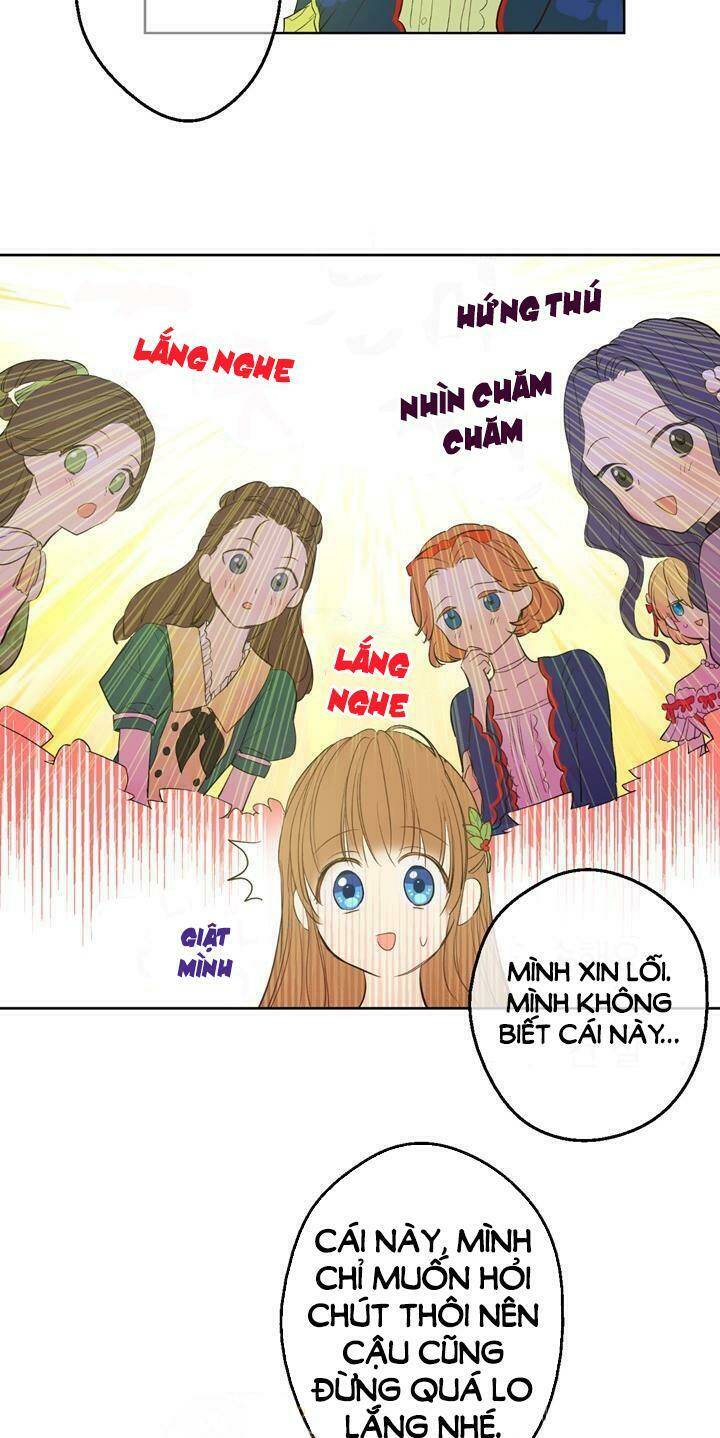 HỨNG THÚ
LẮNG NGHE
NHÌN CHĂM
CHĂM
LẮNG
NGHE
GIẬT
MÌNH
MÌNH XIN LỖI.
MÌNH KHÔNG
BIẾT CÁI NÀY...
CÁI NÀY, MÌNH
CHỈ MUỐN HỎI
CHÚT THÔI NÊN
CẬU CŨNG
ĐỪNG QUÁ LO
LẮNG NHÉ.